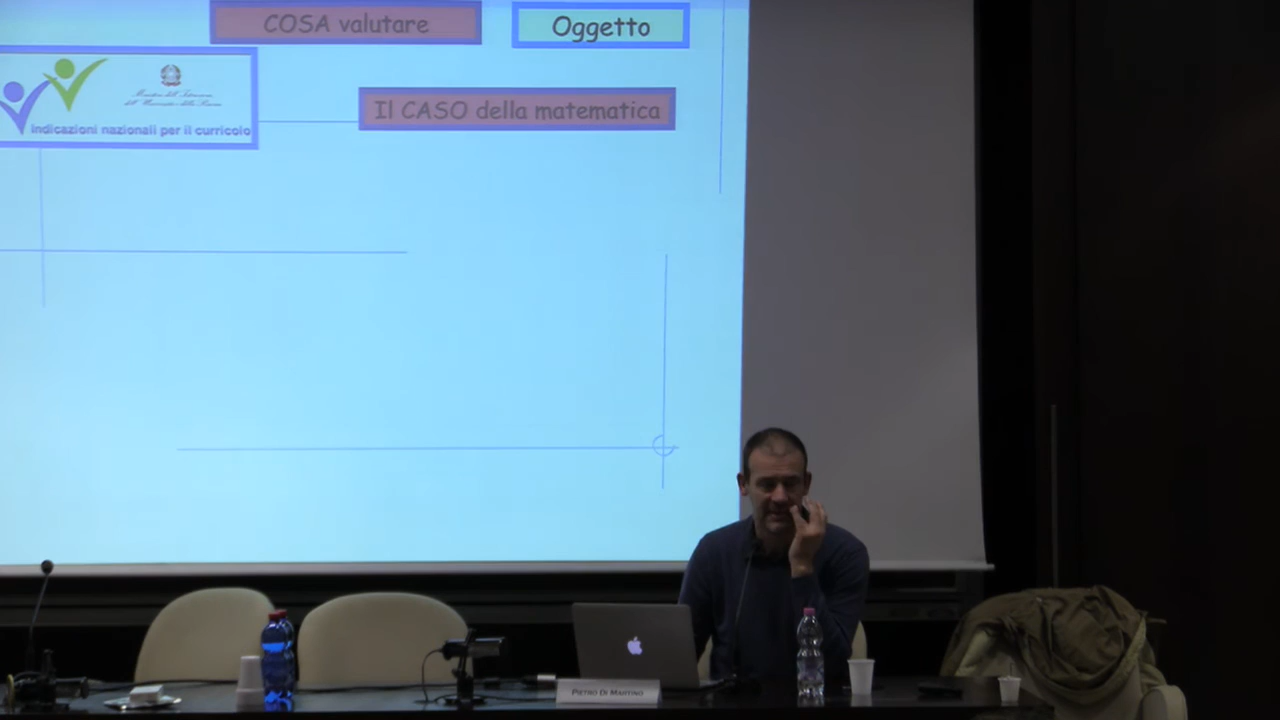 COSA valutare
Oggetto
Indicazioni nazionali per il curricolo
Il CASO della matematica
PIETRO DI MARTINO